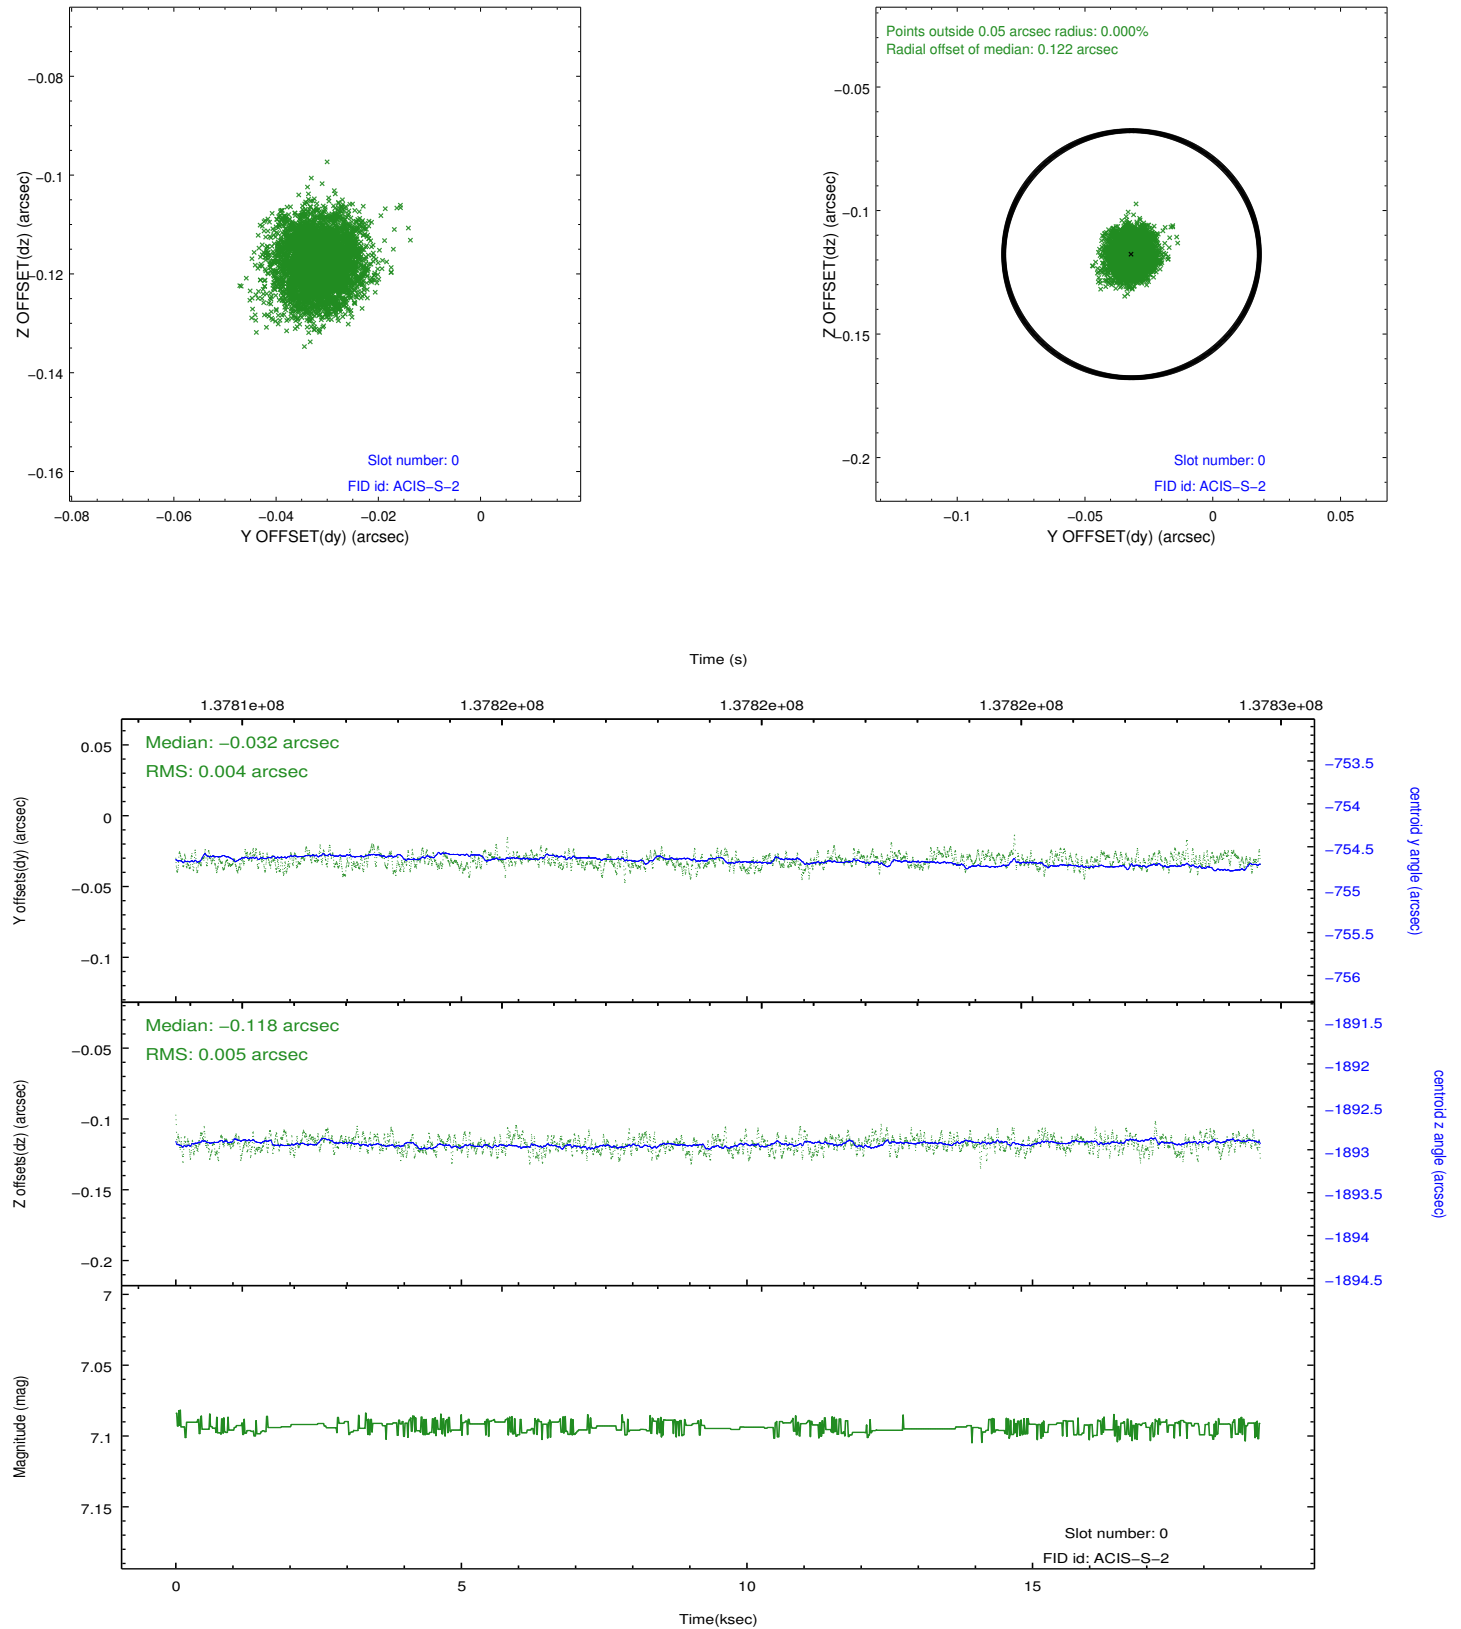 −0.08
−0.1
−0.12
−0.14
−0.16
Z OFFSET(dz) (arcsec)
Slot number: 0
FID id: ACIS−S−2
−0.08 −0.06 −0.04 −0.02 0
Y OFFSET(dy) (arcsec)
Points outside 0.05 arcsec radius: 0.000%
Radial offset of median: 0.122 arcsec
−0.05
−0.1
−0.15
−0.2
Z OFFSET(dz) (arcsec)
Slot number: 0
FID id: ACIS−S−2
−0.1 −0.05 0 0.05
Y OFFSET(dy) (arcsec)
Time (s)
1.3781e+08 1.3782e+08 1.3782e+08 1.3782e+08 1.3783e+08
Median: −0.032 arcsec
RMS: 0.004 arcsec
0.05
0
−0.05
−0.1
Y offsets(dy) (arcsec)
−753.5
−754
−754.5
−755
−755.5
−756
centroid y angle (arcsec)
Median: −0.118 arcsec
RMS: 0.005 arcsec
−0.05
−0.1
−0.15
−0.2
Z offsets(dz) (arcsec)
−1891.5
−1892
−1892.5
−1893
−1893.5
−1894
−1894.5
centroid z angle (arcsec)
7
7.05
7.1
7.15
Magnitude (mag)
Slot number: 0
FID id: ACIS−S−2
0 5 10 15
Time(ksec)